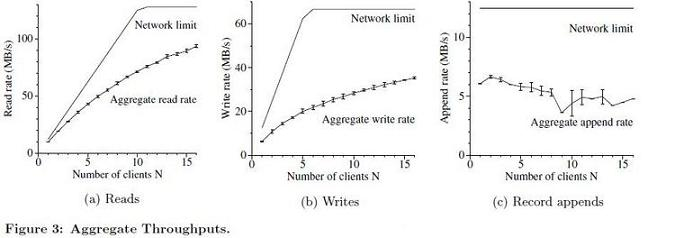 Network limit
100
50
0
Read rate (MB/s)
Aggregate read rate
0 5 10 15
Number of clients N
(a) Reads
60
40
20
0
Write rate (MB/s)
Network limit
Aggregate write rate
0 5 10 15
Number of clients N
(b) Writes
10
5
0
Append rate (MB/s)
Network limit
Aggregate append rate
0 5 10 15
Number of clients N
(c) Record appends
Figure 3: Aggregate Throughputs.